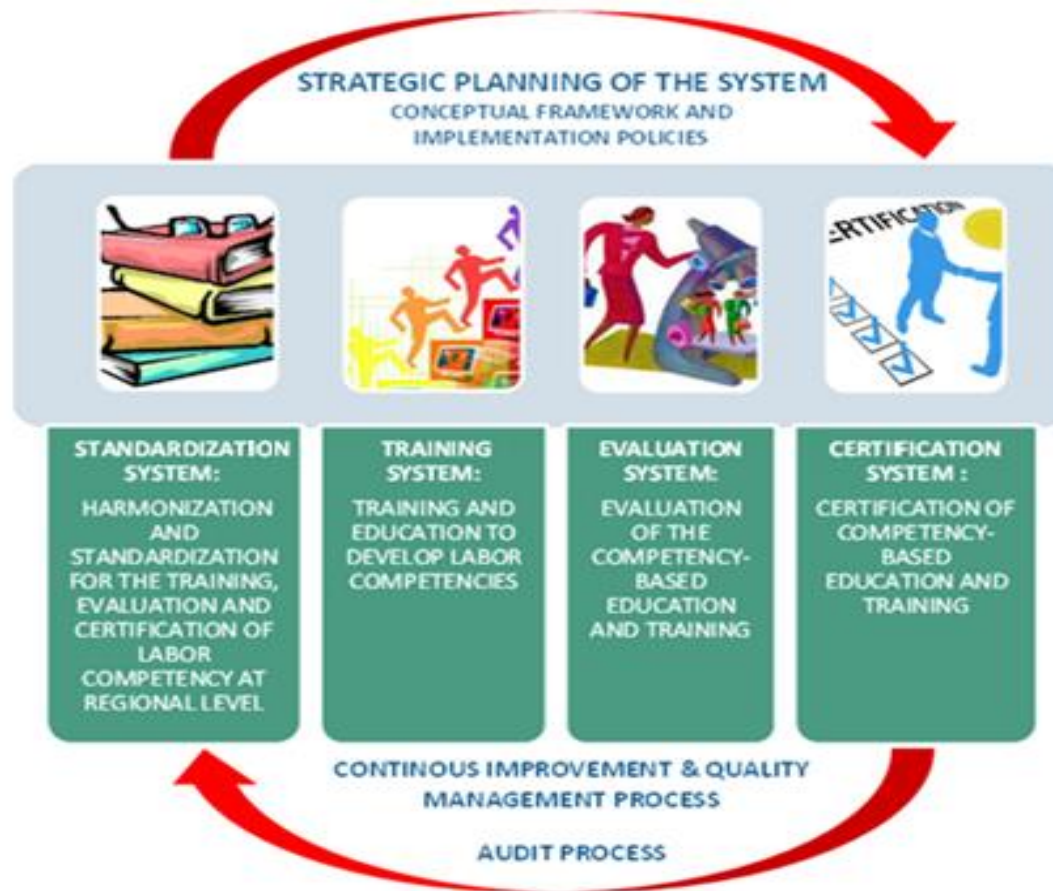 STRATEGIC PLANNING OF THE SYSTEM
CONCEPTUAL FRAMEWORK AND
IMPLEMENTATION POLICIES
ERTIFICATION
STANDARDIZATION
SYSTEM:
HARMONIZATION
AND
STANDARDIZATION
FOR THE TRAINING,
EVALUATION AND
CERTIFICATION OF
LABOR
COMPETENCY AT
REGIONAL LEVEL
TRAINING
SYSTEM:
TRAINING AND
EDUCATION TO
DEVELOP LABOR
COMPETENCIES
EVALUATION
SYSTEM:
EVALUATION
OF THE
COMPETENCY-
BASED
EDUCATION
AND TRAINING
CERTIFICATION
SYSTEM :
CERTIFICATION OF
COMPETENCY-
BASED
EDUCATION AND
TRAINING
CONTINOUS IMPROVEMENT & QUALITY
MANAGEMENT PROCESS
AUDIT PROCESS